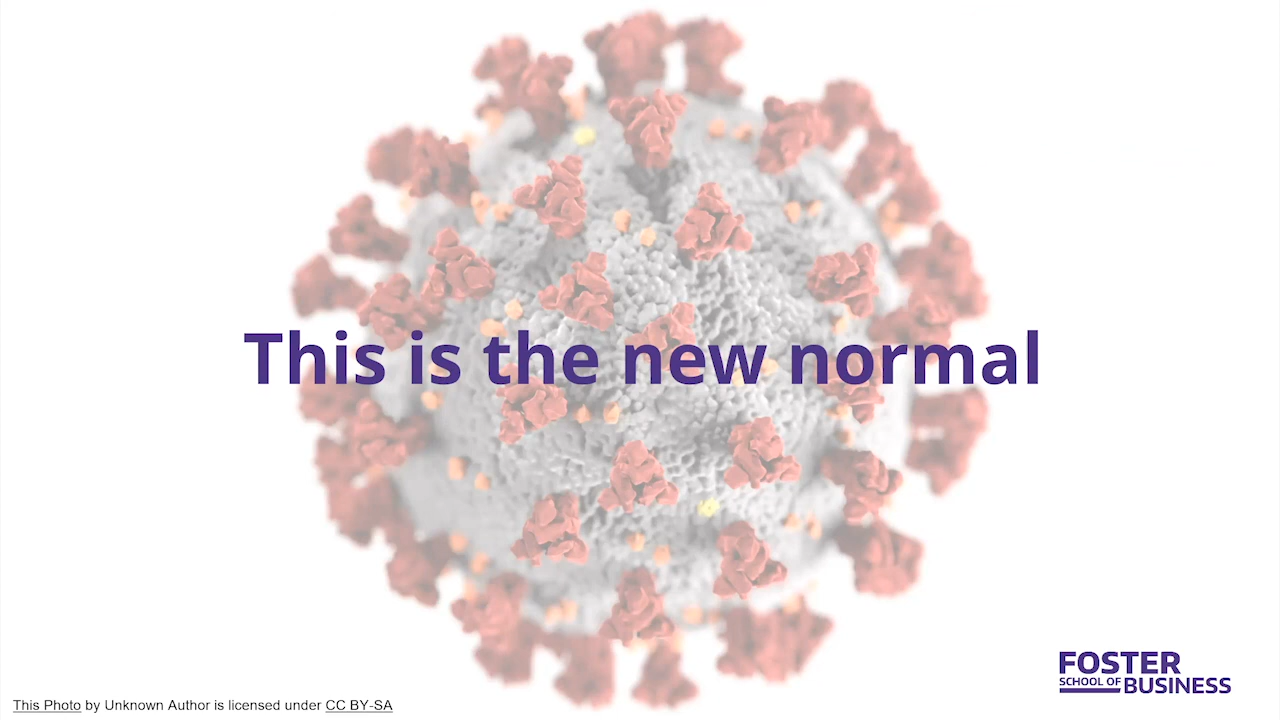 This is the new normal
FOSTER
SCHOOL OF BUSINESS
This Photo by Unknown Author is licensed under CC BY-SA